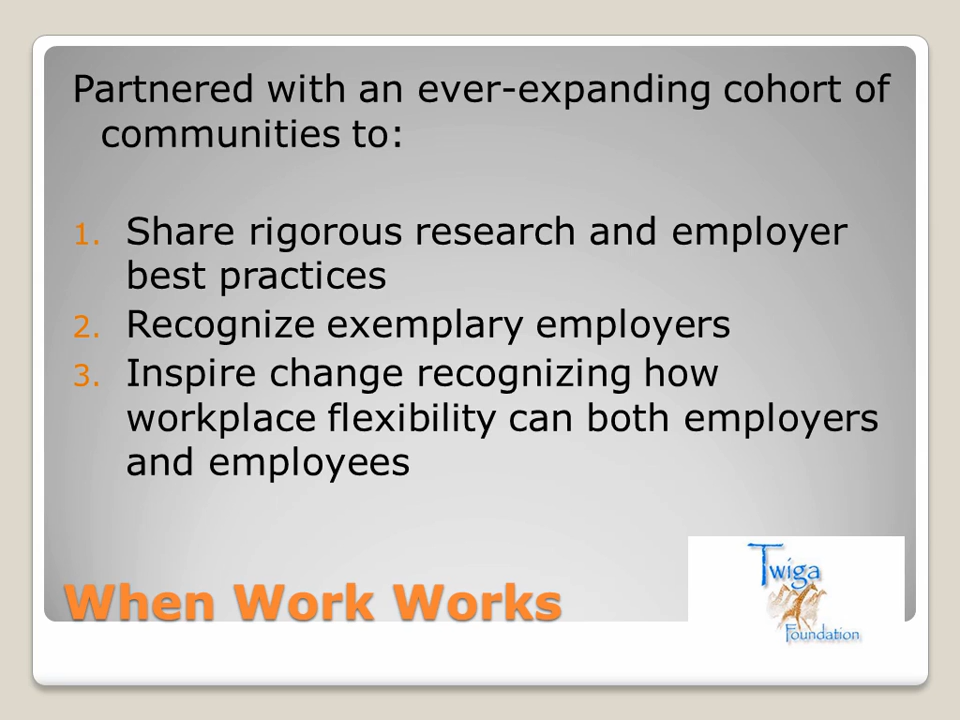 Partnered with an ever-expanding cohort of
communities to:
1. Share rigorous research and employer
best practices
2. Recognize exemplary employers
3. Inspire change recognizing how
workplace flexibility can both employers
and employees
When Work Works
Twiga
Foundation